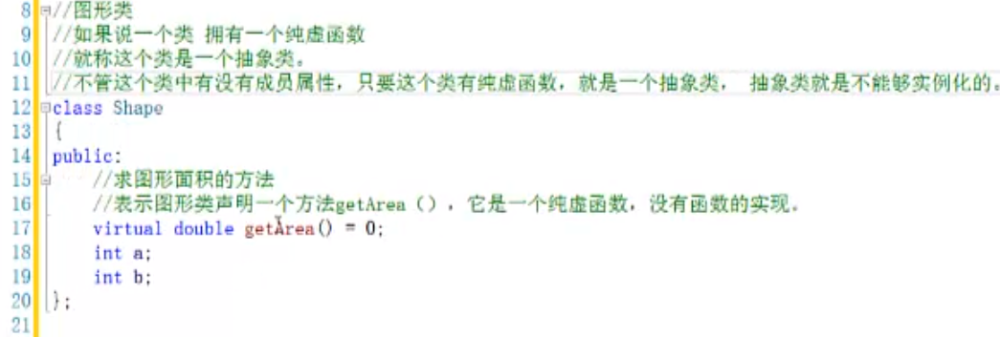 8 //图形类
9 //如果说一个类 拥有一个纯虚函数
10 //就称这个类是一个抽象类。
11 //不管这个类中有没有成员属性，只要这个类有纯虚函数，就是一个抽象类， 抽象类就是不能够实例化的。
12 class Shape
13 {
14 public:
15 //求图形面积的方法
16 //表示图形类声明一个方法getArea（），它是一个纯虚函数，没有函数的实现。
17 virtual double getArea() = 0;
18 int a;
19 int b;
20 };
21